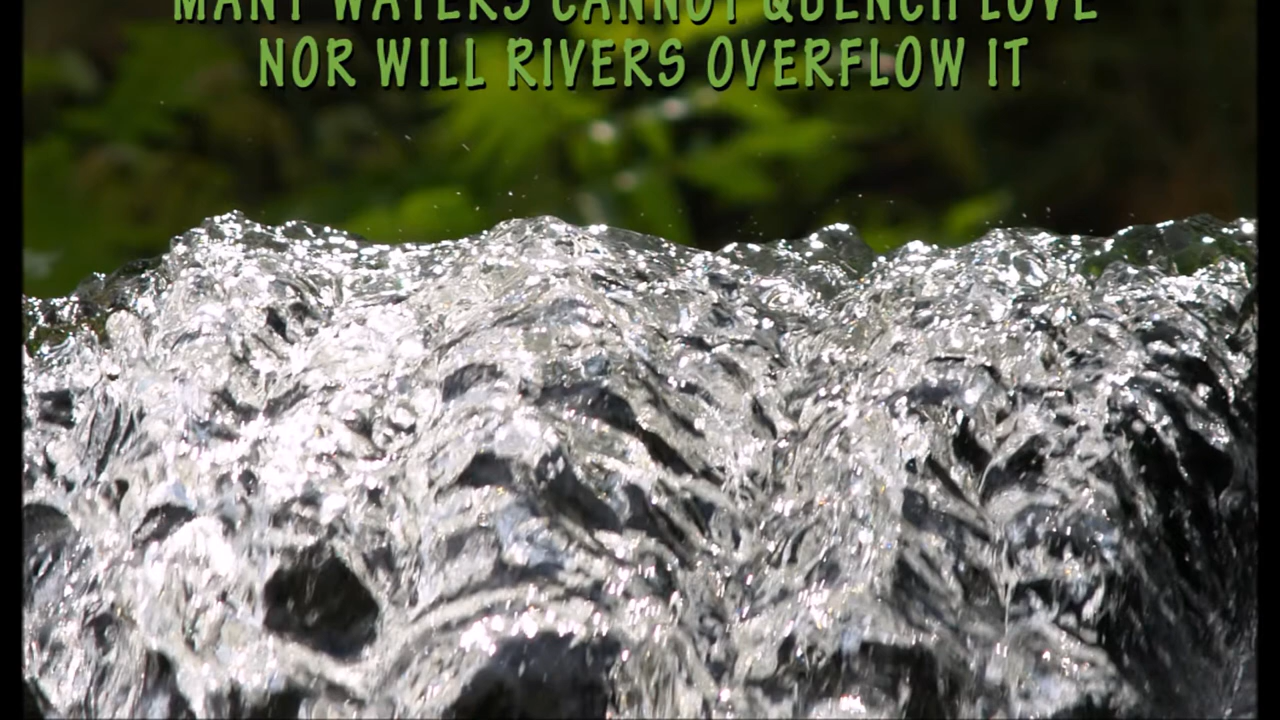 MANY WATERS CANNOT QUENCH LOVE
NOR WILL RIVERS OVERFLOW IT